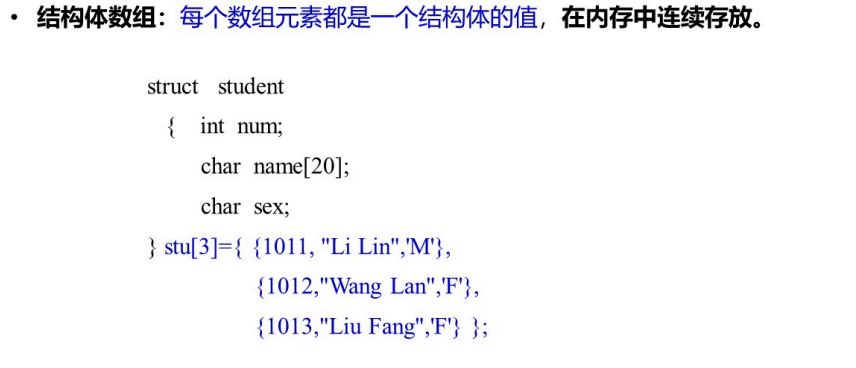 • 结构体数组：每个数组元素都是一个结构体的值，在内存中连续存放。
struct student
{ int num;
char name[20];
char sex;
} stu[3]={ {1011, "Li Lin",'M'},
{1012,"Wang Lan",'F'},
{1013,"Liu Fang",'F'} };